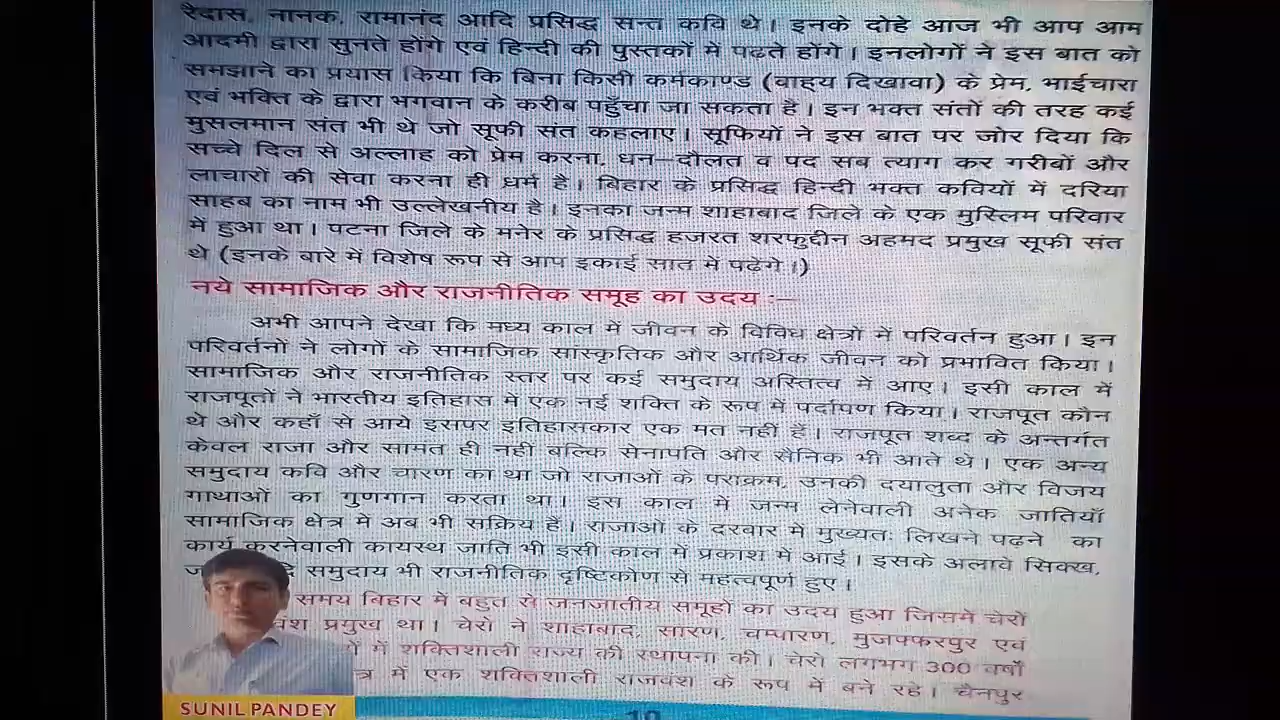 रैदास, नानक, रामानंद आदि प्रसिद्ध सन्त कवि थे। इनके दोहे आज भी आप आम
आदमी द्वारा सुनते होंगे एवं हिन्दी की पुस्तकों में पढते होंगे। इनलोगों ने इस बात को
समझाने का प्रयास किया कि बिना किसी कर्मकाण्ड (वाह्य दिखावा) के प्रेम, भाईचारा
एवं भक्ति के द्वारा भगवान के करीब पहुँचा जा सकता है। इन भक्त संतों की तरह कई
मुसलमान संत भी थे जो सूफी संत कहलाए। सूफियों ने इस बात पर जोर दिया कि
सच्चे दिल से अल्लाह को प्रेम करना, धन–दौलत व पद सब त्याग कर गरीबों और
लाचारों की सेवा करना ही धर्म है। बिहार के प्रसिद्ध हिन्दी भक्त कवियों में दरिया
साहब का नाम भी उल्लेखनीय है। इनका जन्म शाहाबाद जिले के एक मुस्लिम परिवार
में हुआ था। पटना जिले के मनेर के प्रसिद्ध हजरत शरफुद्दीन अहमद प्रमुख सूफी संत
थे (इनके बारे में विशेष रूप से आप इकाई सात में पढेंगे।)
नये सामाजिक और राजनीतिक समूह का उदय :–
अभी आपने देखा कि मध्य काल में जीवन के विविध क्षेत्रों में परिवर्तन हुआ। इन
परिवर्तनों ने लोगों के सामाजिक सांस्कृतिक और आर्थिक जीवन को प्रभावित किया।
सामाजिक और राजनीतिक स्तर पर कई समुदाय अस्तित्व में आए। इसी काल में
राजपूतों ने भारतीय इतिहास में एक नई शक्ति के रूप में पर्दापण किया। राजपूत कौन
थे और कहाँ से आये इसपर इतिहासकार एक मत नहीं हैं। राजपूत शब्द के अन्तर्गत
केवल राजा और सामंत ही नहीं बल्कि सेनापति और सैनिक भी आते थे। एक अन्य
समुदाय कवि और चारण का था जो राजाओं के पराक्रम, उनकी दयालुता और विजय
गाथाओं का गुणगान करता था। इस काल में जन्म लेनेवाली अनेक जातियाँ
सामाजिक क्षेत्र में अब भी सक्रिय हैं। राजाओं के दरवार में मुख्यतः लिखने पढ़ने का
कार्य करनेवाली कायस्थ जाति भी इसी काल में प्रकाश में आई। इसके अलावे सिक्ख,
समुदाय भी राजनीतिक दृष्टिकोण से महत्वपूर्ण हुए।
समय बिहार में बहुत से जनजातीय समूहों का उदय हुआ जिसमें चेरो
वंश प्रमुख था। चेरो ने शाहाबाद, सारण, चम्पारण, मुजफ्फरपुर एवं
में शक्तिशाली राज्य की स्थापना की। चेरो लगभग 300 वर्षों
में एक शक्तिशाली राजवंश के रूप में बने रहे। चैनपुर
SUNIL PANDEY